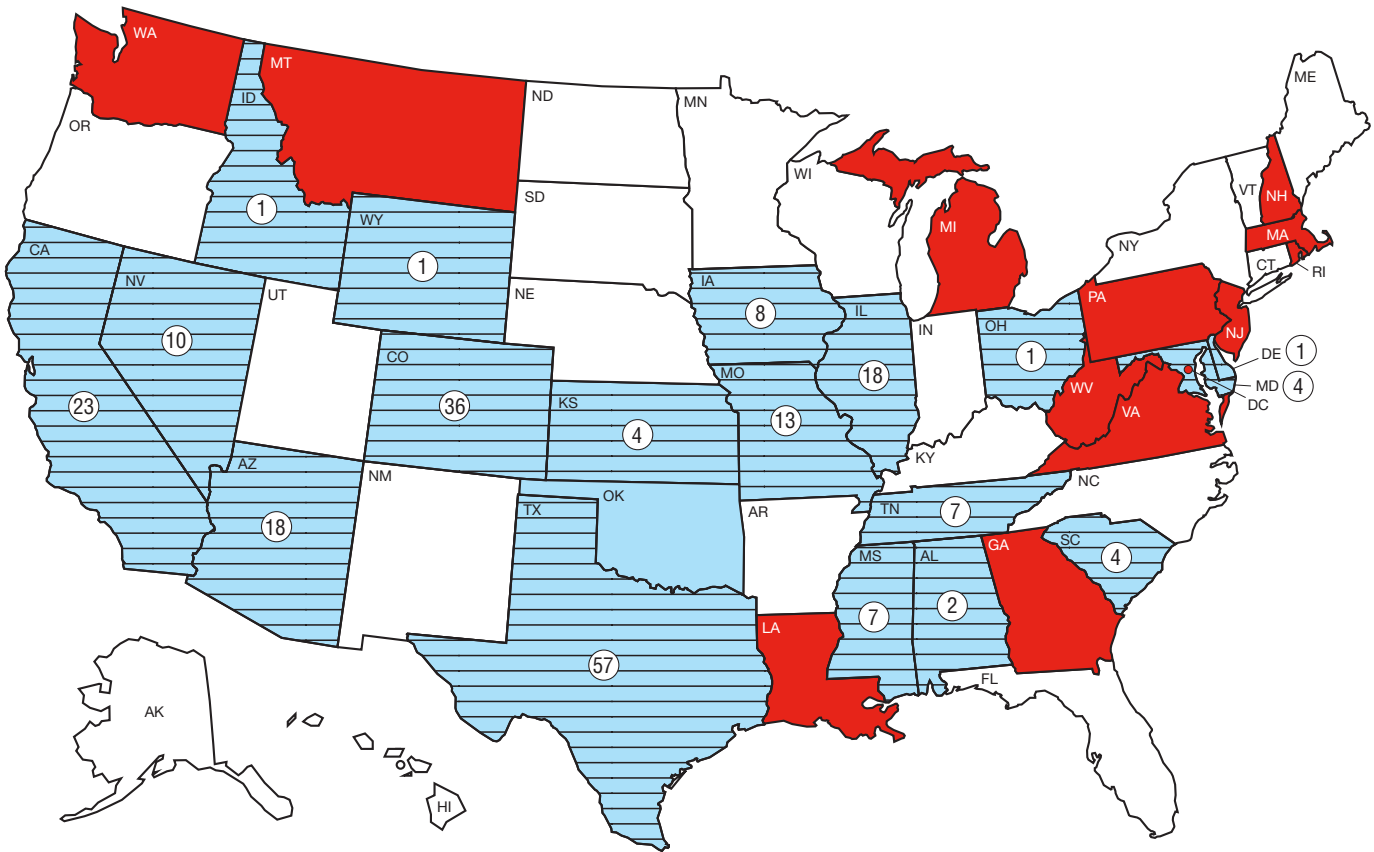 WA
MT
ND
MN
ME
ID
OR
WI
VT
NH
SD
1
WY
MI
MA
NY
CA
1
CT
RI
NV
IA
UT
NE
PA
8
IL
IN
OH
NJ
10
CO
1
DE 1
MO
18
MD 4
WV
DC
23
36
KS
13
VA
4
KY
AZ
NM
NC
OK
TX
AR
TN
7
18
GA
SC
MS
AL
4
2
7
LA
57
FL
AK
HI